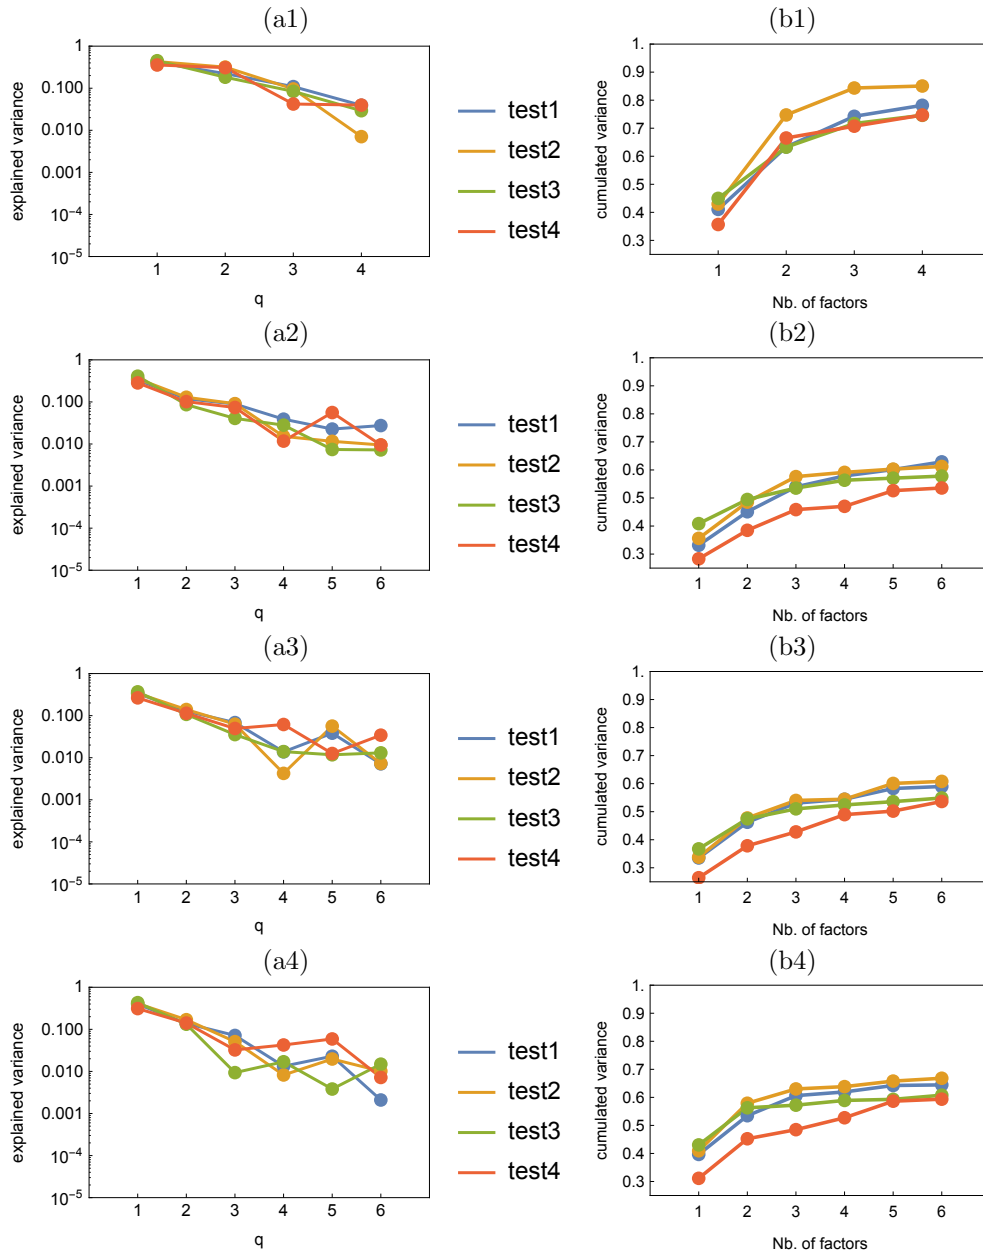 (a1)
explained variance
1
0.100
0.010
0.001
10⁻⁴
10⁻⁵
1 2 3 4
q
test1
test2
test3
test4
(b1)
cumulated variance
1.
0.9
0.8
0.7
0.6
0.5
0.4
0.3
1 2 3 4
Nb. of factors
(a2)
explained variance
1
0.100
0.010
0.001
10⁻⁴
10⁻⁵
1 2 3 4 5 6
q
test1
test2
test3
test4
(b2)
cumulated variance
1.
0.9
0.8
0.7
0.6
0.5
0.4
0.3
1 2 3 4 5 6
Nb. of factors
(a3)
explained variance
1
0.100
0.010
0.001
10⁻⁴
10⁻⁵
1 2 3 4 5 6
q
test1
test2
test3
test4
(b3)
cumulated variance
1.
0.9
0.8
0.7
0.6
0.5
0.4
0.3
1 2 3 4 5 6
Nb. of factors
(a4)
explained variance
1
0.100
0.010
0.001
10⁻⁴
10⁻⁵
1 2 3 4 5 6
q
test1
test2
test3
test4
(b4)
cumulated variance
1.
0.9
0.8
0.7
0.6
0.5
0.4
0.3
1 2 3 4 5 6
Nb. of factors